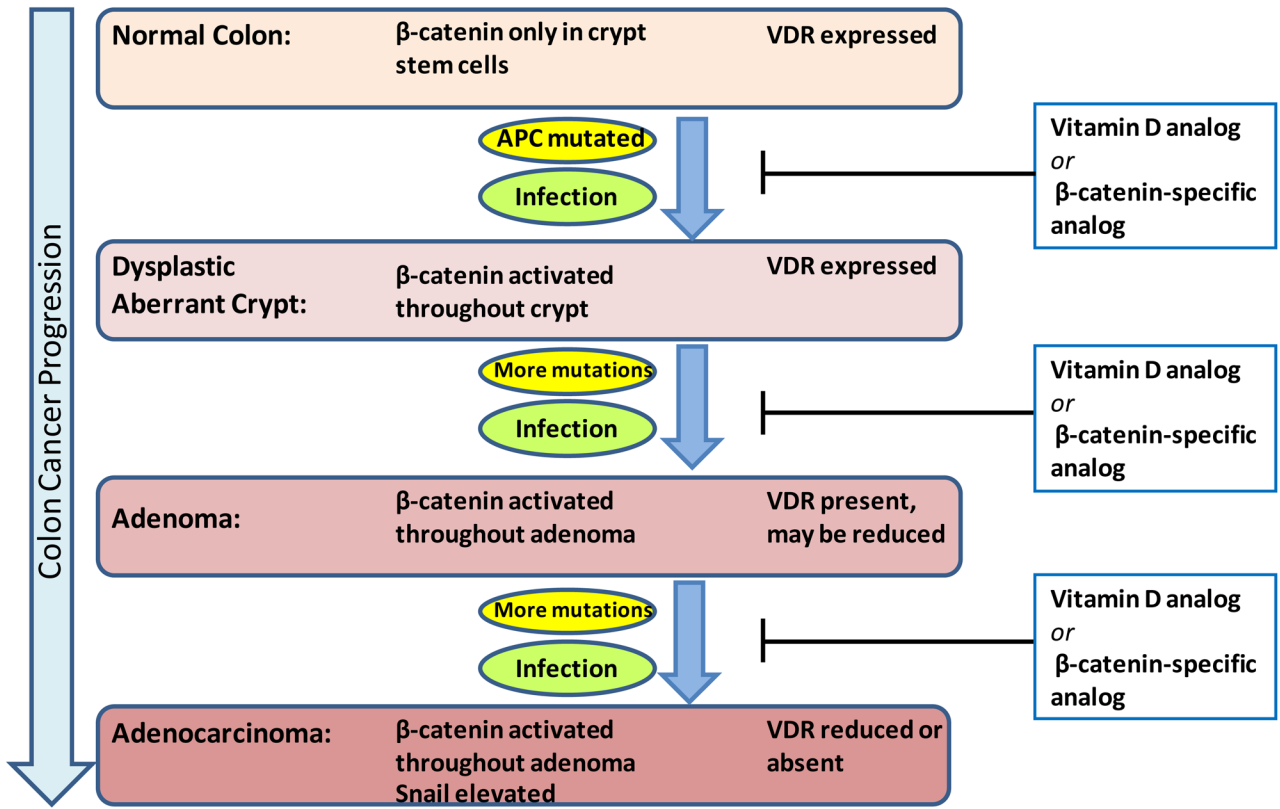 Colon Cancer Progression
Normal Colon:
β-catenin only in crypt
stem cells
VDR expressed
APC mutated
Infection
Vitamin D analog
or
β-catenin-specific
analog
Dysplastic
Aberrant Crypt:
β-catenin activated
throughout crypt
VDR expressed
More mutations
Infection
Vitamin D analog
or
β-catenin-specific
analog
Adenoma:
β-catenin activated
throughout adenoma
VDR present,
may be reduced
More mutations
Infection
Vitamin D analog
or
β-catenin-specific
analog
Adenocarcinoma:
β-catenin activated
throughout adenoma
Snail elevated
VDR reduced or
absent